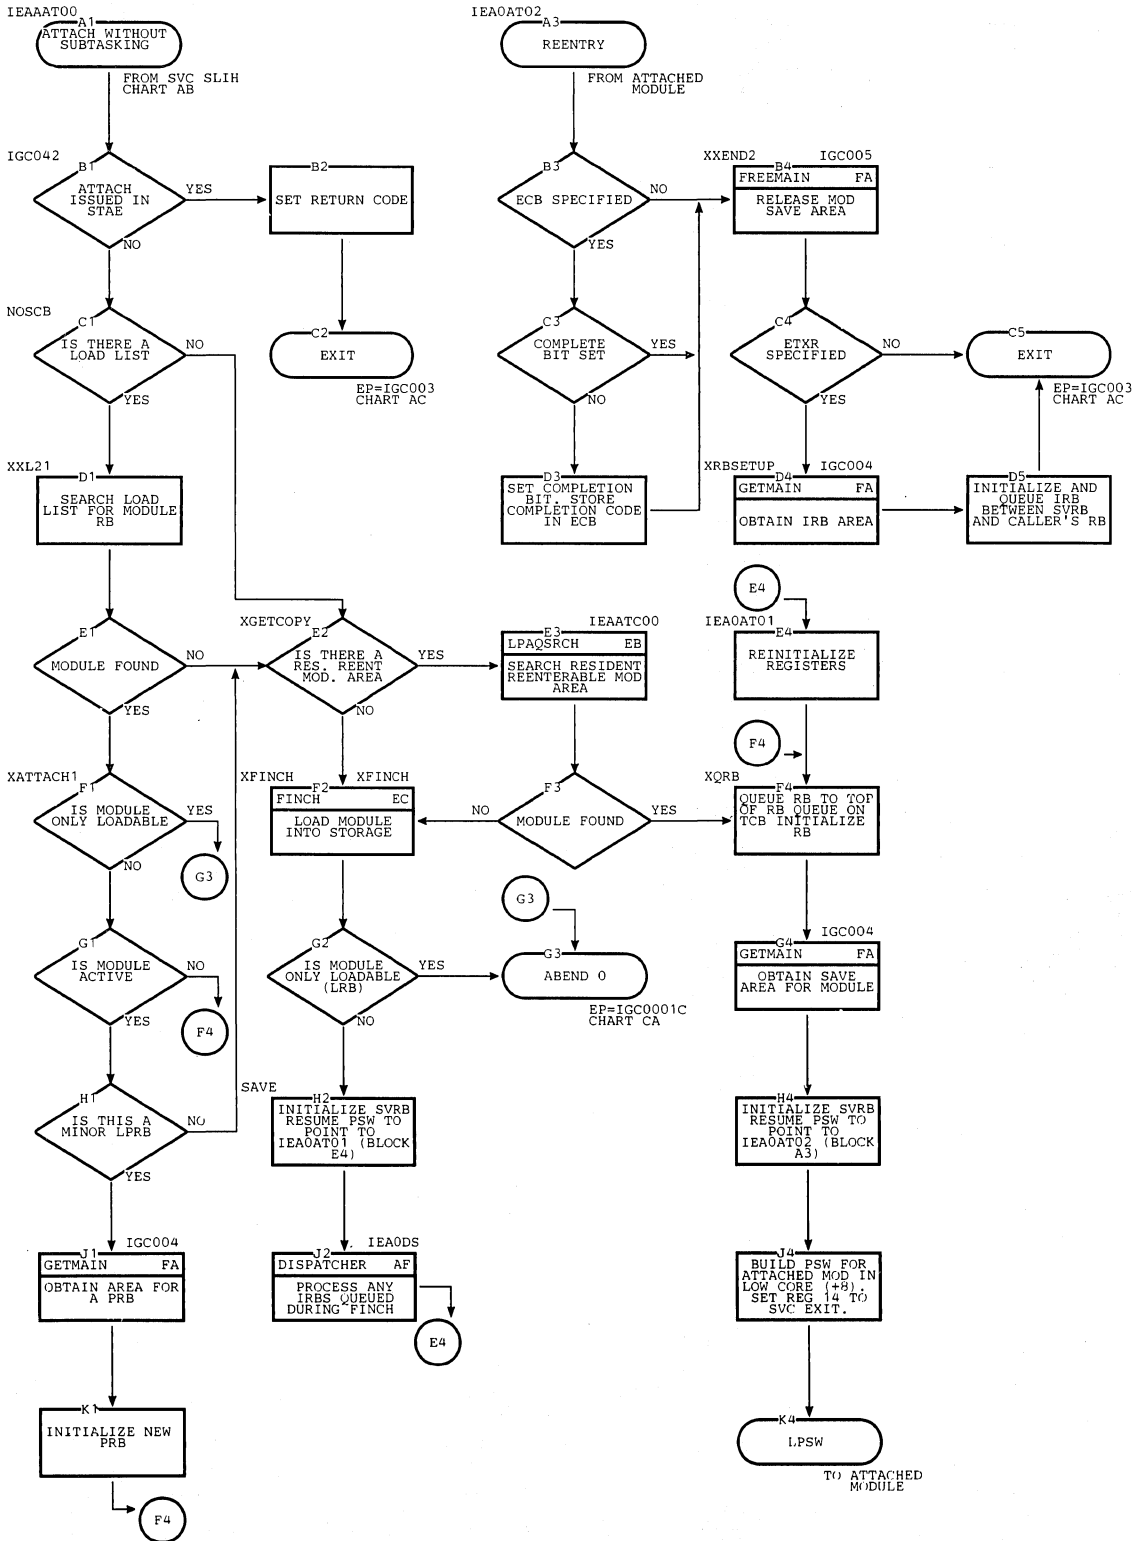 IEAAAT00
A1
ATTACH WITHOUT
SUBTASKING
FROM SVC SLIH
CHART AB
IGC042
B1
ATTACH
ISSUED IN
STAE
YES
NO
B2
SET RETURN CODE
C2
EXIT
EP=IGC003
CHART AC
NOSCB
C1
IS THERE A
LOAD LIST
NO
YES
XXL21
D1
SEARCH LOAD
LIST FOR MODULE
RB
E1
MODULE FOUND
NO
YES
XATTACH1
F1
IS MODULE
ONLY LOADABLE
YES
G3
NO
G1
IS MODULE
ACTIVE
NO
F4
YES
H1
IS THIS A
MINOR LPRB
NO
YES
IGC004
J1
GETMAIN FA
OBTAIN AREA FOR
A PRB
K1
INITIALIZE NEW
PRB
F4
XGETCOPY
E2
IS THERE A
RES. REENT
MOD. AREA
YES
NO
XFINCH XFINCH
F2
FINCH EC
LOAD MODULE
INTO STORAGE
G2
IS MODULE
ONLY LOADABLE
(LRB)
YES
NO
SAVE
H2
INITIALIZE SVRB
RESUME PSW TO
POINT TO
IEA0AT01 (BLOCK
E4)
IEA0DS
J2
DISPATCHER AF
PROCESS ANY
IRBS QUEUED
DURING FINCH
E4
IEA0AT02
A3
REENTRY
FROM ATTACHED
MODULE
B3
ECB SPECIFIED
NO
YES
C3
COMPLETE
BIT SET
YES
NO
D3
SET COMPLETION
BIT. STORE
COMPLETION CODE
IN ECB
IEAATC00
E3
LPAQSRCH EB
SEARCH RESIDENT
REENTERABLE MOD
AREA
F3
MODULE FOUND
NO
YES
G3
G3
ABEND 0
EP=IGC0001C
CHART CA
XXEND2 IGC005
B4
FREEMAIN FA
RELEASE MOD
SAVE AREA
C4
ETXR
SPECIFIED
NO
YES
C5
EXIT
EP=IGC003
CHART AC
XRBSETUP IGC004
D4
GETMAIN FA
OBTAIN IRB AREA
D5
INITIALIZE AND
QUEUE IRB
BETWEEN SVRB
AND CALLER'S RB
E4
IEA0AT01
E4
REINITIALIZE
REGISTERS
F4
XQRB
F4
QUEUE RB TO TOP
OF RB QUEUE ON
TCB INITIALIZE
RB
IGC004
G4
GETMAIN FA
OBTAIN SAVE
AREA FOR MODULE
H4
INITIALIZE SVRB
RESUME PSW TO
POINT TO
IEA0AT02 (BLOCK
A3)
J4
BUILD PSW FOR
ATTACHED MOD IN
LOW CORE (+8).
SET REG 14 TO
SVC EXIT.
K4
LPSW
TO ATTACHED
MODULE